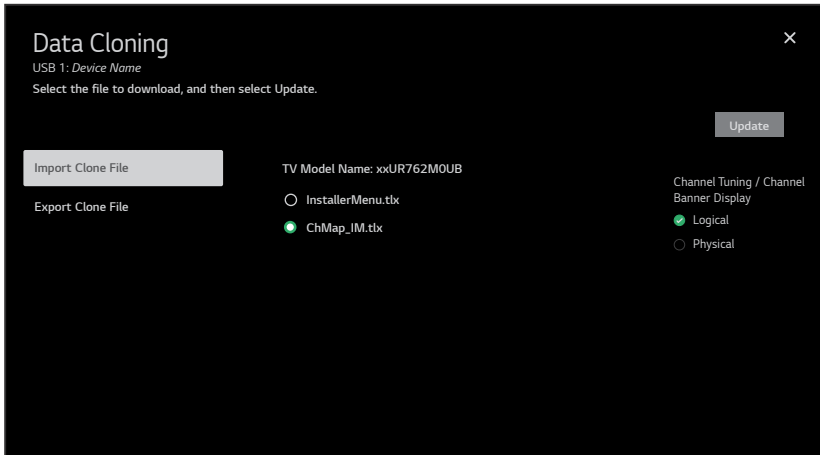 Data Cloning
USB 1: Device Name
Select the file to download, and then select Update.
Update
Import Clone File
Export Clone File
TV Model Name: xxUR762M0UB
InstallerMenu.tlx
ChMap_IM.tlx
Channel Tuning / Channel
Banner Display
Logical
Physical